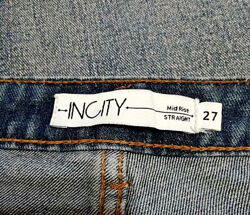 INCITY
Mid Rise
STRAIGHT
27